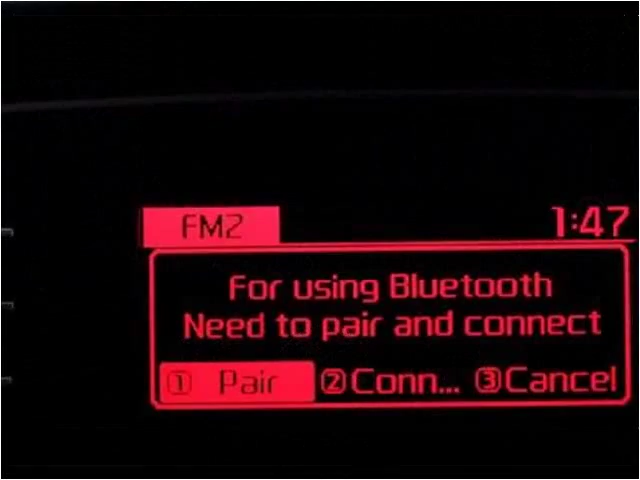 FM2 1:47
For using Bluetooth
Need to pair and connect
① Pair ②Conn... ③Cancel